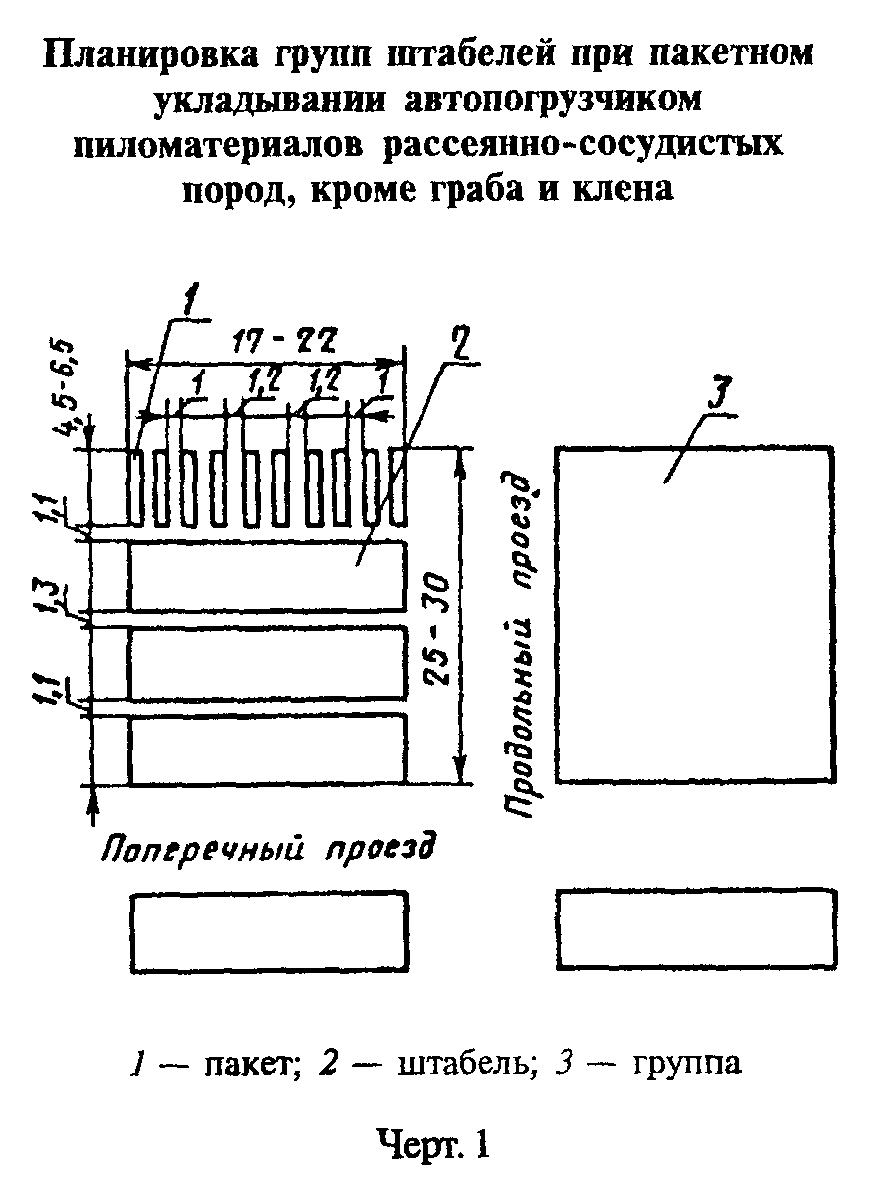 Планировка групп штабелей при пакетном
укладывании автопогрузчиком
пиломатериалов рассеянно-сосудистых
пород, кроме граба и клена
1
17-22
2
4,5-6,5
1
1,2
1,2
1
3
1,1
1,3
1,1
25-30
Продольный проезд
Поперечный проезд
1 — пакет; 2 — штабель; 3 — группа
Черт. 1